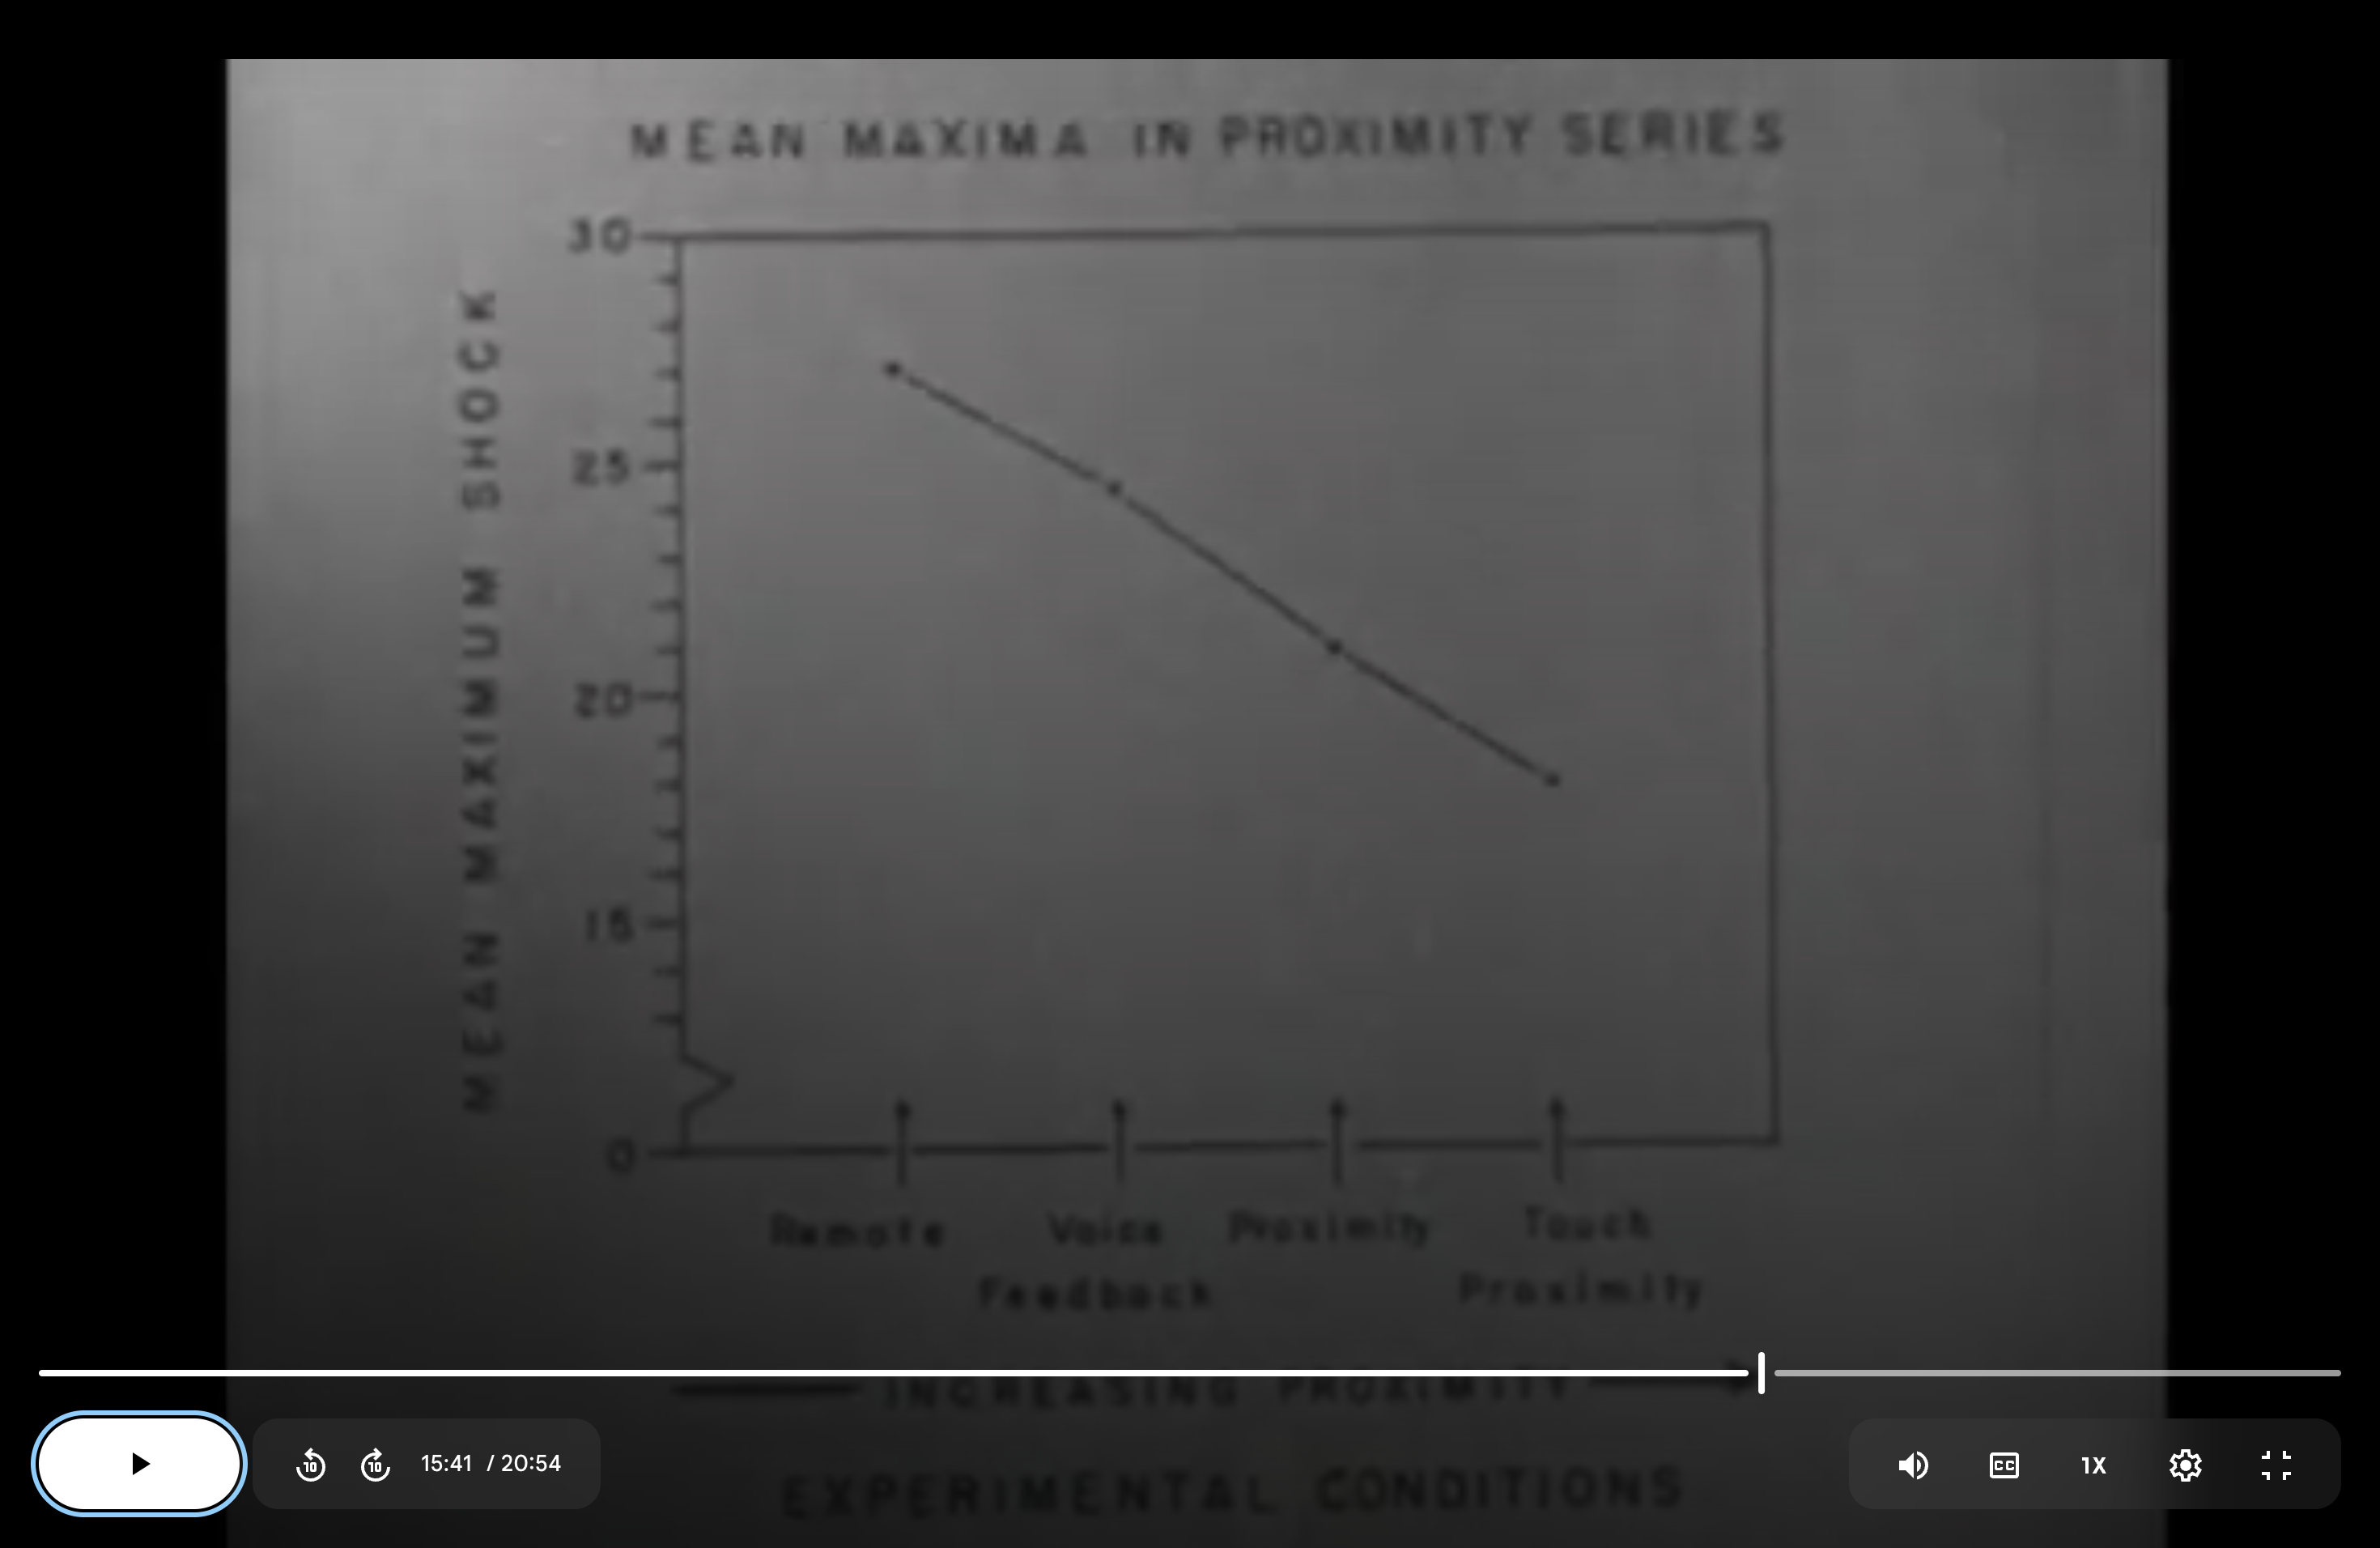 MEAN MAXIMA IN PROXIMITY SERIES
MEAN MAXIMUM SHOCK
30
25
20
15
0
Remote Voice Proximity Touch
Feedback Proximity
INCREASING PROXIMITY
EXPERIMENTAL CONDITIONS
10 10 15:41 / 20:54 CC 1X